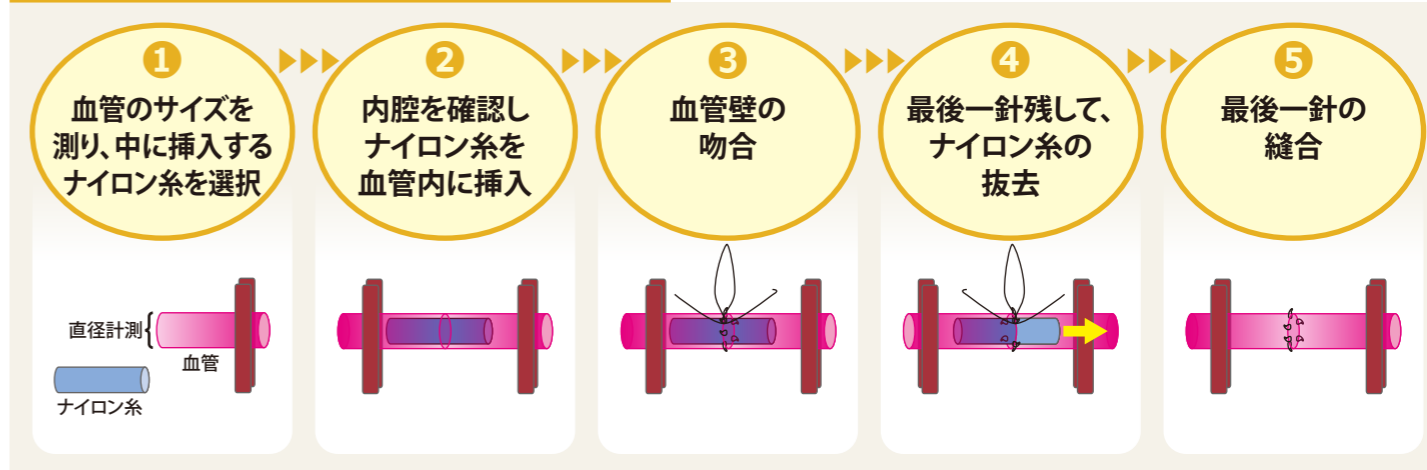 1
血管のサイズを
測り、中に挿入する
ナイロン糸を選択
直径計測
血管
ナイロン糸
2
内腔を確認し
ナイロン糸を
血管内に挿入
3
血管壁の
吻合
4
最後一針残して、
ナイロン糸の
抜去
5
最後一針の
縫合